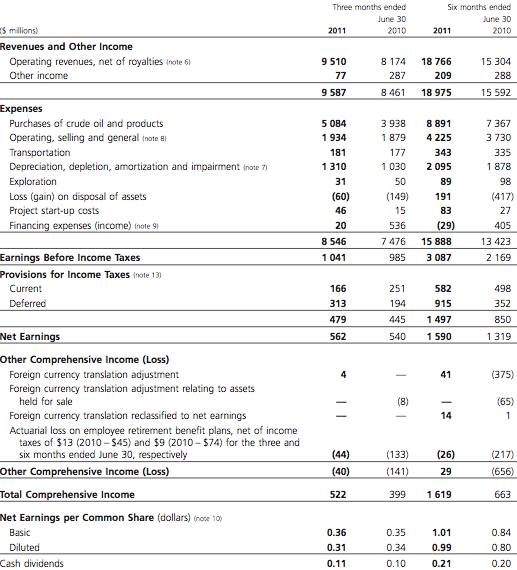 Three months ended Six months ended
June 30 June 30
($ millions) 2011 2010 2011 2010
Revenues and Other Income
Operating revenues, net of royalties (note 6) 9 510 8 174 18 766 15 304
Other income 77 287 209 288
9 587 8 461 18 975 15 592
Expenses
Purchases of crude oil and products 5 084 3 938 8 891 7 367
Operating, selling and general (note 8) 1 934 1 879 4 225 3 730
Transportation 181 177 343 335
Depreciation, depletion, amortization and impairment (note 7) 1 310 1 030 2 095 1 878
Exploration 31 50 89 98
Loss (gain) on disposal of assets (60) (149) 191 (417)
Project start-up costs 46 15 83 27
Financing expenses (income) (note 9) 20 536 (29) 405
8 546 7 476 15 888 13 423
Earnings Before Income Taxes 1 041 985 3 087 2 169
Provisions for Income Taxes (note 13)
Current 166 251 582 498
Deferred 313 194 915 352
479 445 1 497 850
Net Earnings 562 540 1 590 1 319
Other Comprehensive Income (Loss)
Foreign currency translation adjustment 4 — 41 (375)
Foreign currency translation adjustment relating to assets
held for sale — (8) — (65)
Foreign currency translation reclassified to net earnings — — 14 1
Actuarial loss on employee retirement benefit plans, net of income
taxes of $13 (2010 – $45) and $9 (2010 – $74) for the three and
six months ended June 30, respectively (44) (133) (26) (217)
Other Comprehensive Income (Loss) (40) (141) 29 (656)
Total Comprehensive Income 522 399 1 619 663
Net Earnings per Common Share (dollars) (note 10)
Basic 0.36 0.35 1.01 0.84
Diluted 0.31 0.34 0.99 0.80
Cash dividends 0.11 0.10 0.21 0.20